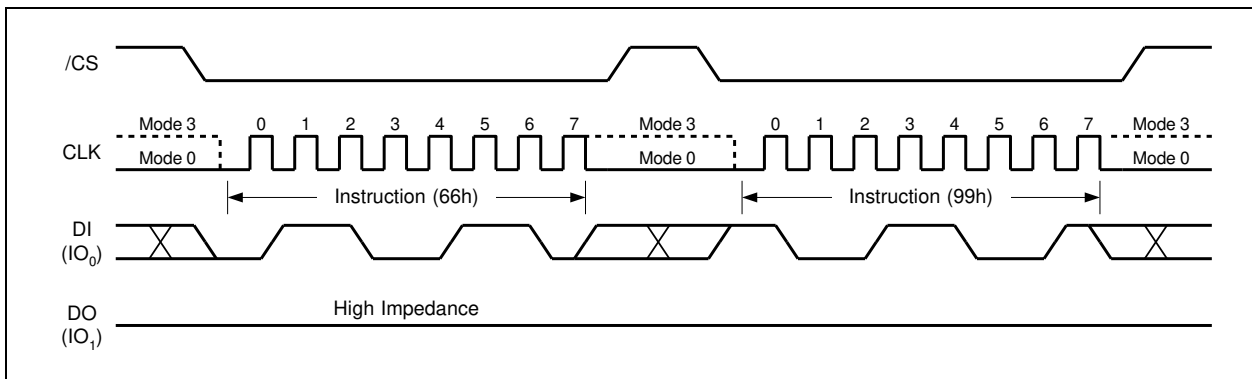 /CS
Mode 3 0 1 2 3 4 5 6 7 Mode 3 0 1 2 3 4 5 6 7 Mode 3
CLK
Mode 0 Mode 0 Mode 0
Instruction (66h) Instruction (99h)
DI
(IO0)
High Impedance
DO
(IO1)